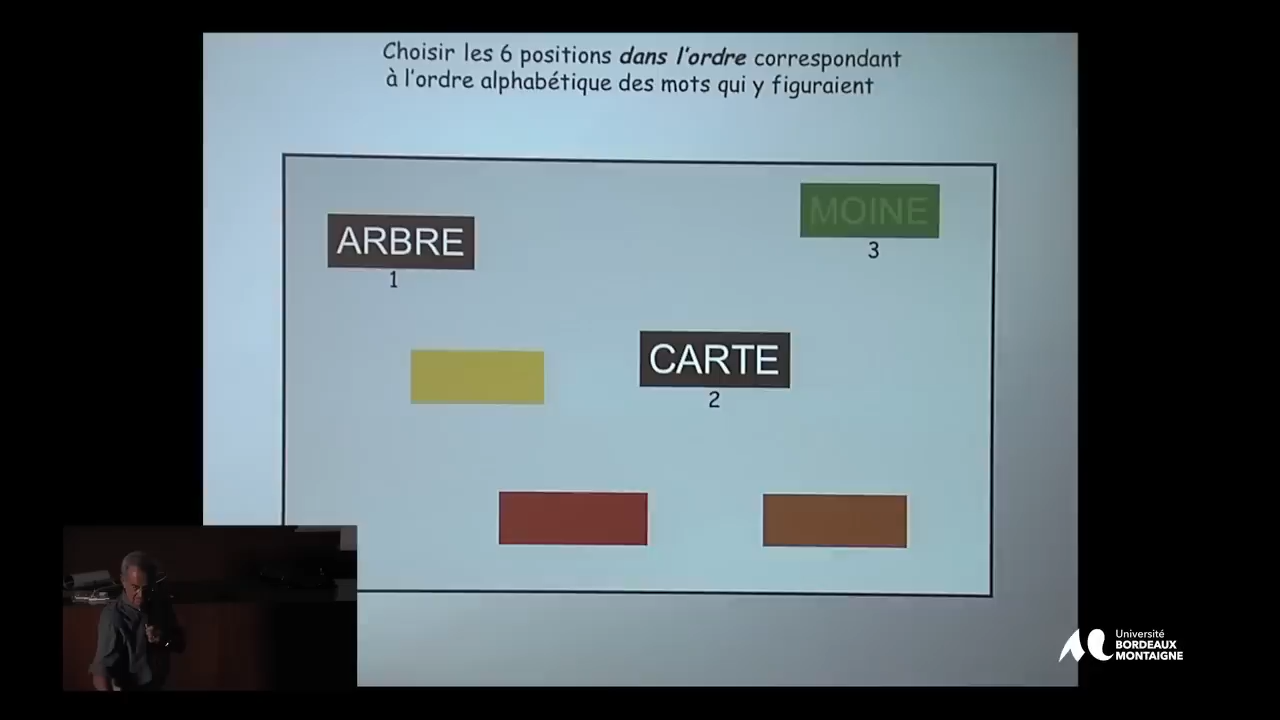 Choisir les 6 positions dans l'ordre correspondant
à l'ordre alphabétique des mots qui y figuraient
MOINE
3
ARBRE
1
CARTE
2
Université
BORDEAUX
MONTAIGNE